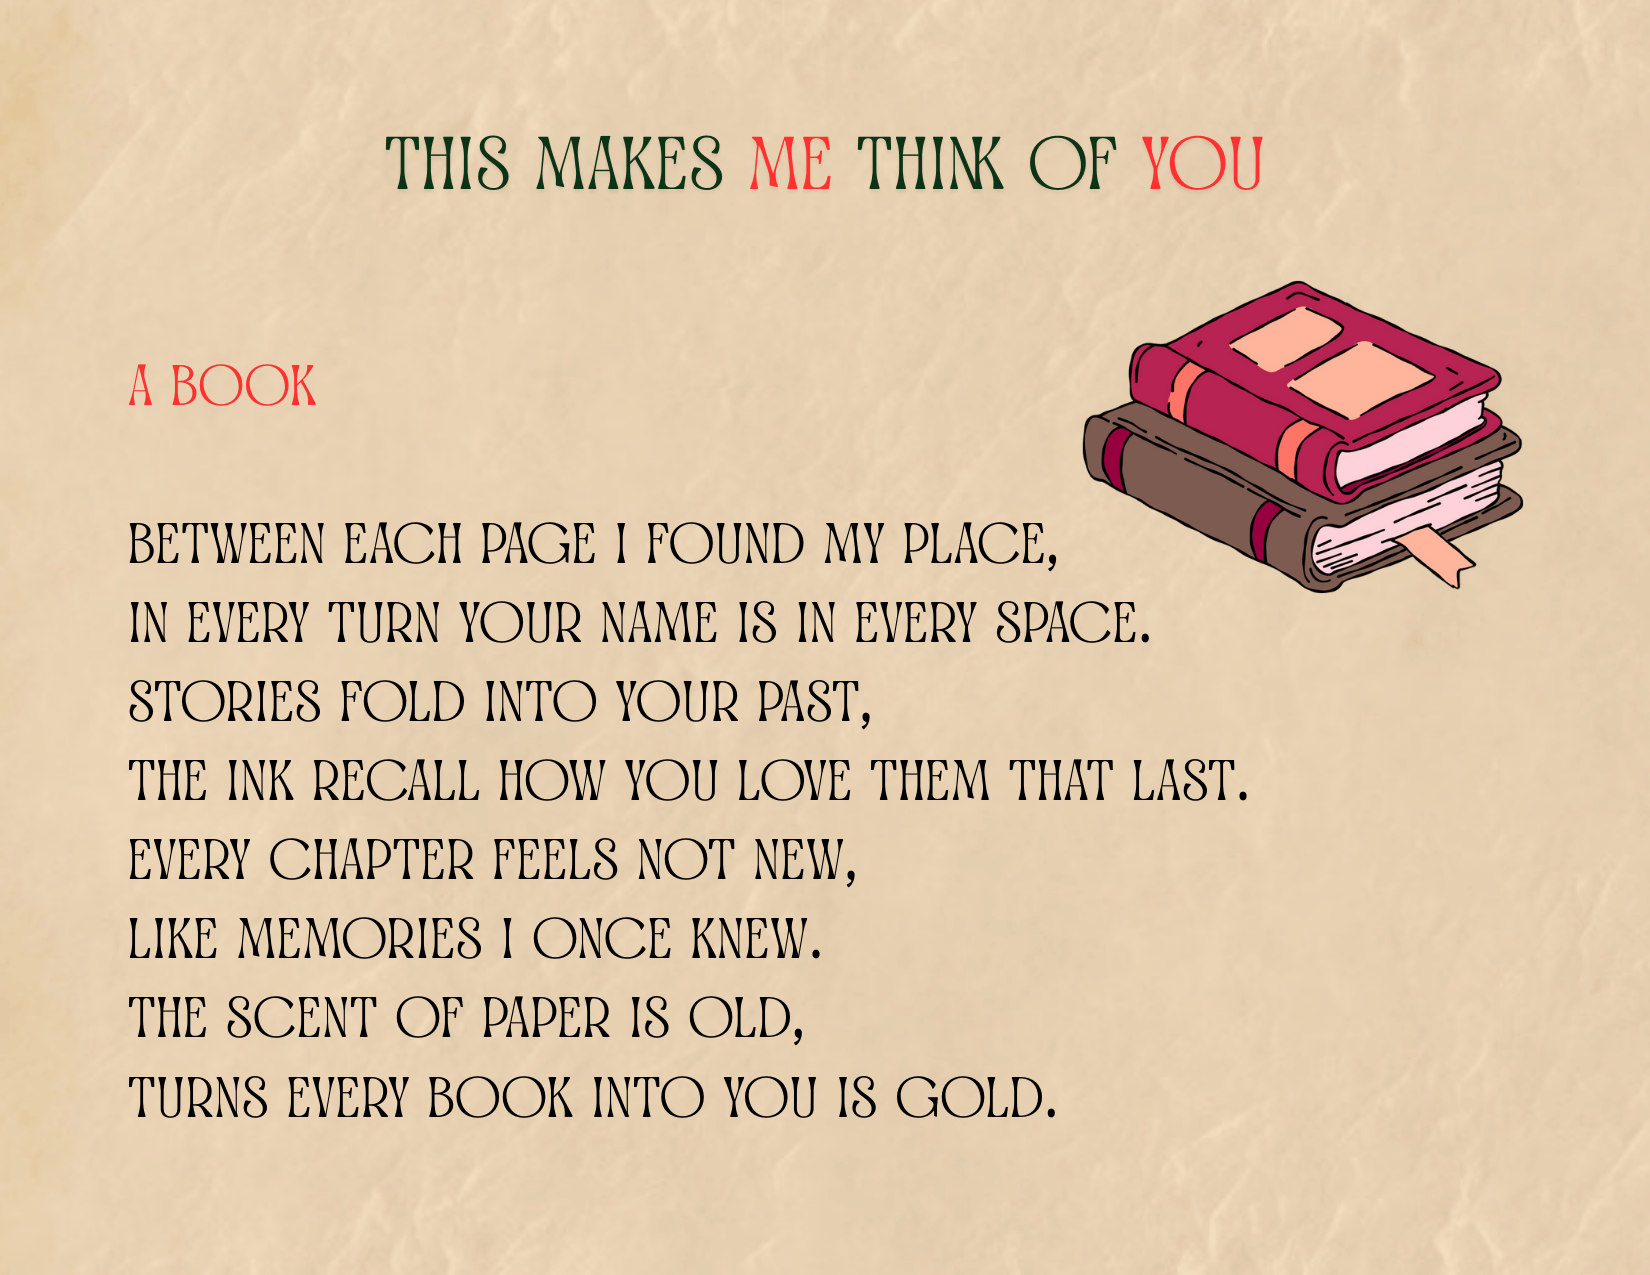 THIS MAKES ME THINK OF YOU
A BOOK
BETWEEN EACH PAGE I FOUND MY PLACE,
IN EVERY TURN YOUR NAME IS IN EVERY SPACE.
STORIES FOLD INTO YOUR PAST,
THE INK RECALL HOW YOU LOVE THEM THAT LAST.
EVERY CHAPTER FEELS NOT NEW,
LIKE MEMORIES I ONCE KNEW.
THE SCENT OF PAPER IS OLD,
TURNS EVERY BOOK INTO YOU IS GOLD.